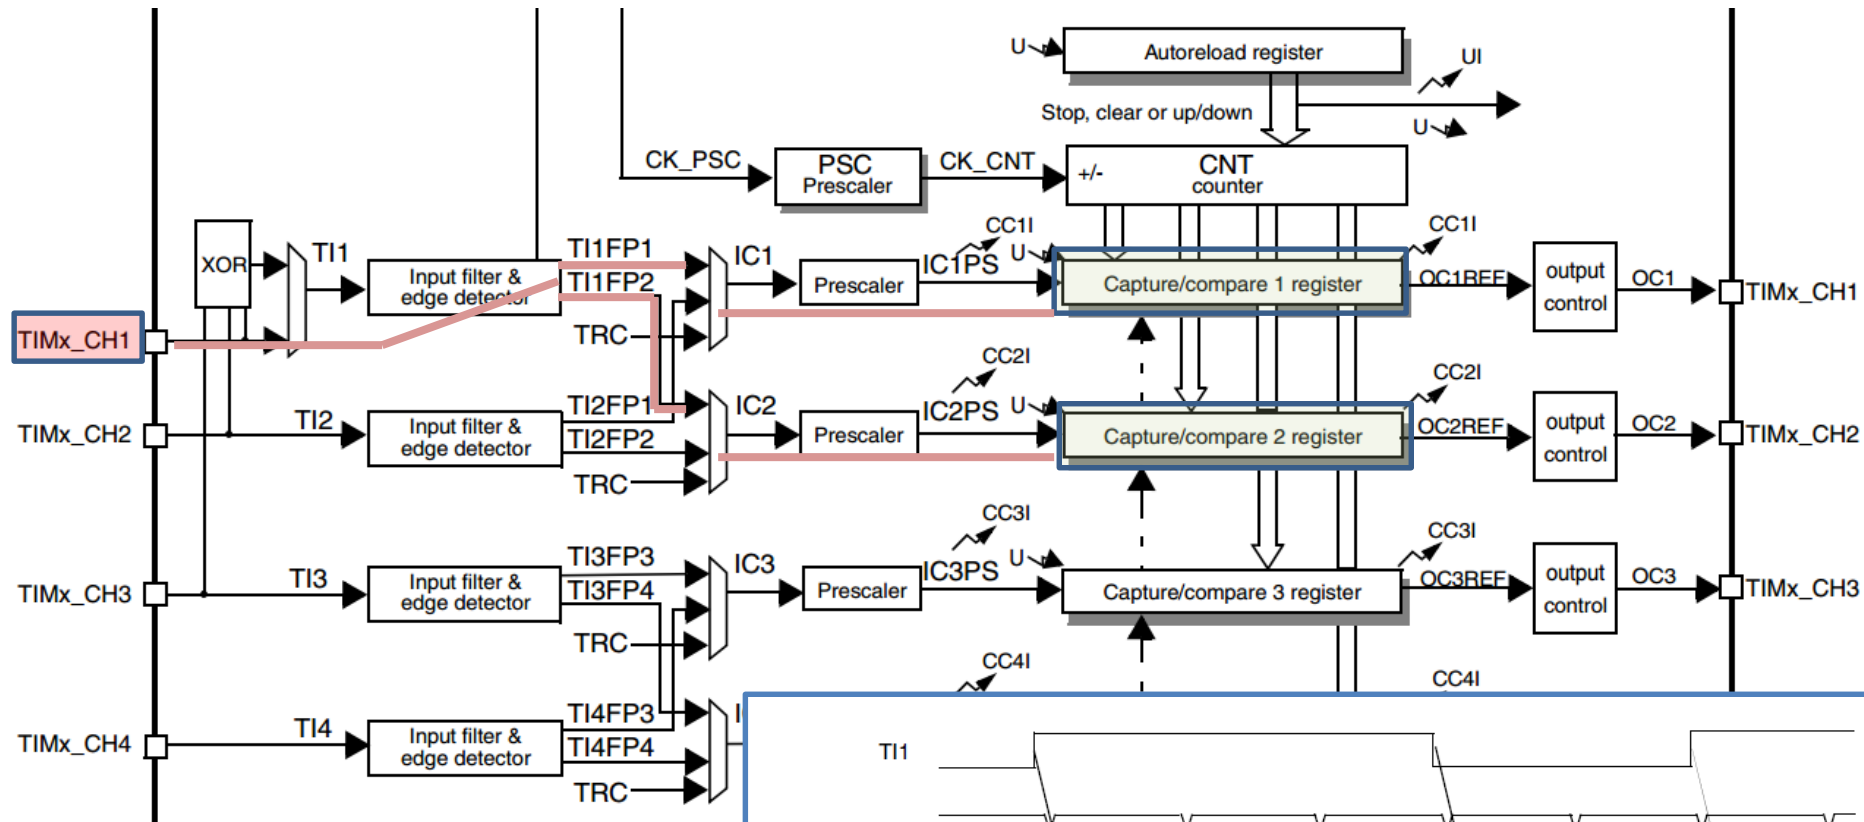 U
Autoreload register
UI
Stop, clear or up/down
U
CK_PSC
PSC
Prescaler
CK_CNT
+/-
CNT
counter
XOR
TI1
Input filter &
edge detector
TI1FP1
TI1FP2
TRC
IC1
Prescaler
CC1I
IC1PS
U
Capture/compare 1 register
CC1I
OC1REF
output
control
OC1
TIMx_CH1
TIMx_CH1
TIMx_CH2
TI2
Input filter &
edge detector
TI2FP1
TI2FP2
TRC
IC2
Prescaler
CC2I
IC2PS
U
Capture/compare 2 register
CC2I
OC2REF
output
control
OC2
TIMx_CH2
TIMx_CH3
TI3
Input filter &
edge detector
TI3FP3
TI3FP4
TRC
IC3
Prescaler
CC3I
IC3PS
U
Capture/compare 3 register
CC3I
OC3REF
output
control
OC3
TIMx_CH3
TIMx_CH4
TI4
Input filter &
edge detector
TI4FP3
TI4FP4
TRC
CC4I
CC4I
TI1